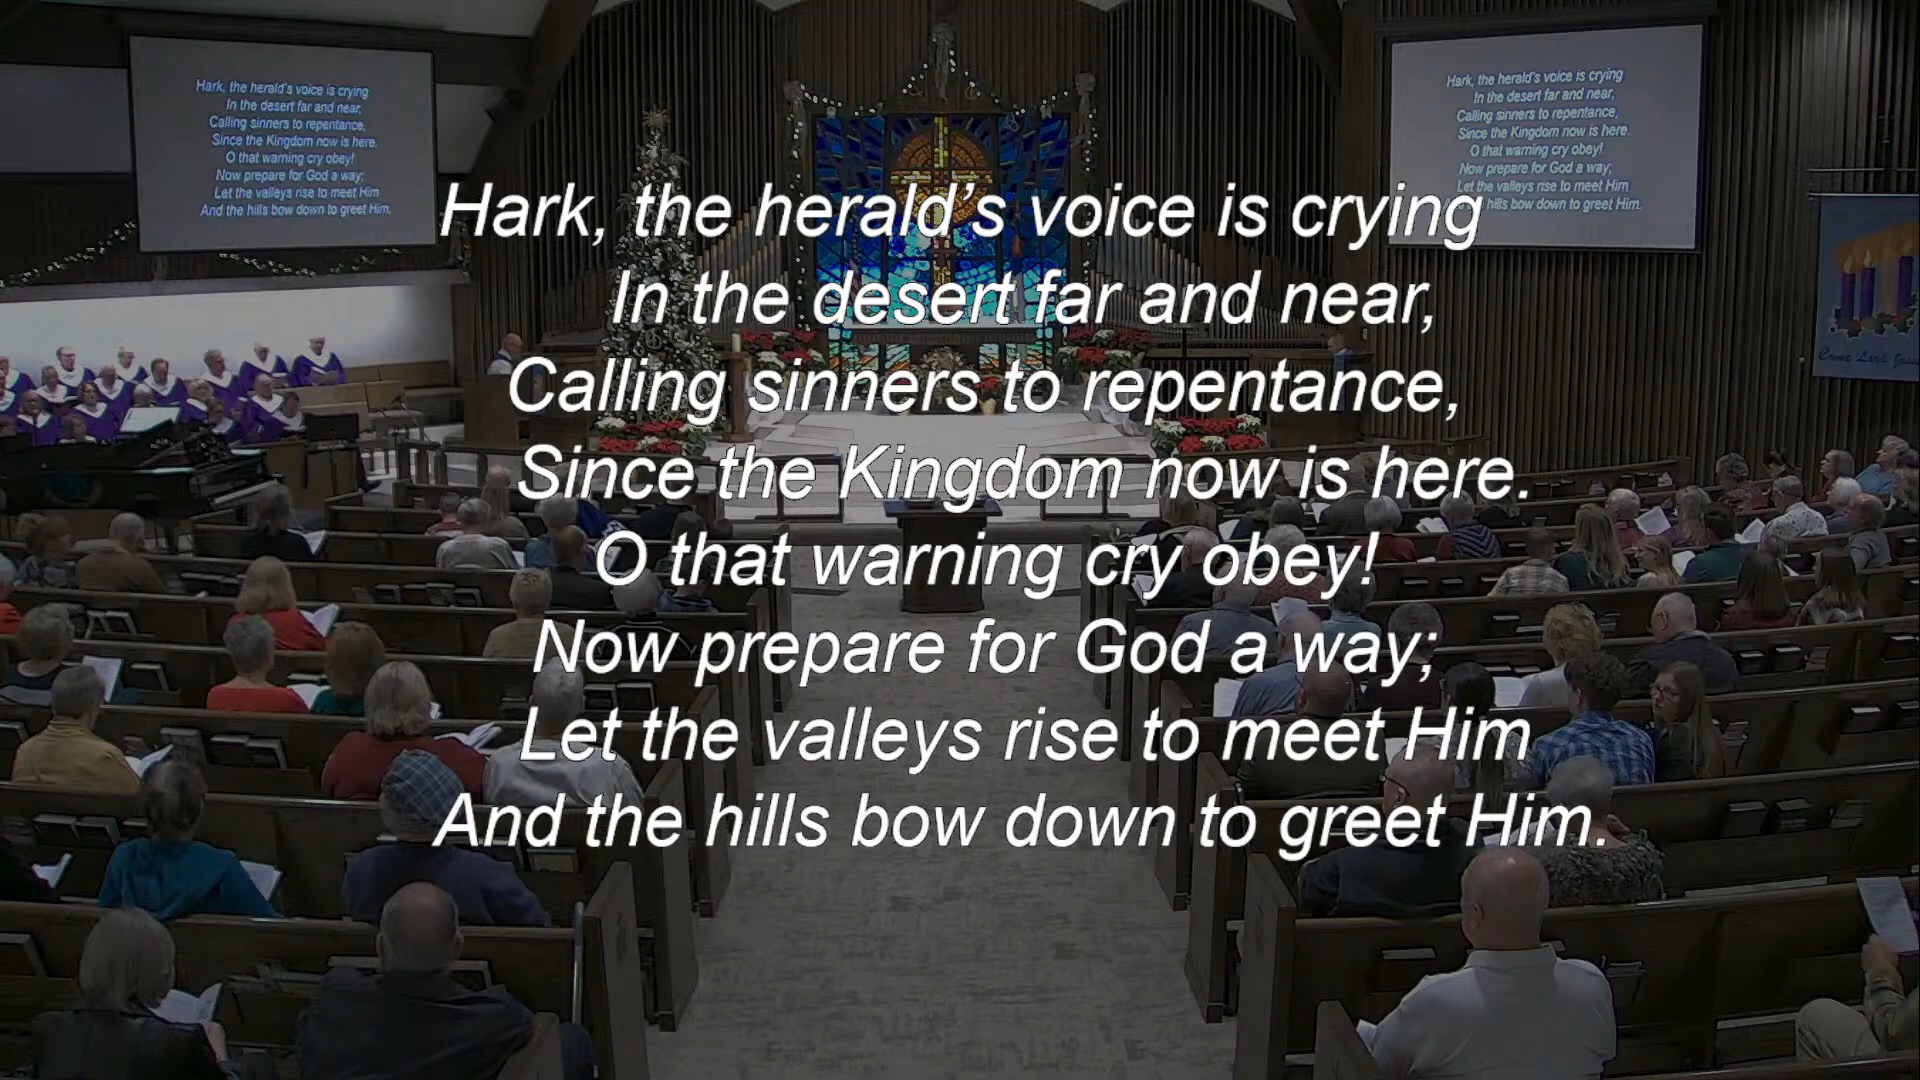 Hark, the herald's voice is crying
In the desert far and near,
Calling sinners to repentance,
Since the Kingdom now is here.
O that warning cry obey!
Now prepare for God a way;
Let the valleys rise to meet Him
And the hills bow down to greet Him.
Hark, the herald's voice is crying
In the desert far and near,
Calling sinners to repentance,
Since the Kingdom now is here.
O that warning cry obey!
Now prepare for God a way;
Let the valleys rise to meet Him
And the hills bow down to greet Him.
Hark, the herald’s voice is crying
In the desert far and near,
Calling sinners to repentance,
Since the Kingdom now is here.
O that warning cry obey!
Now prepare for God a way;
Let the valleys rise to meet Him
hills bow down to greet Him.
Come Lord Jesus